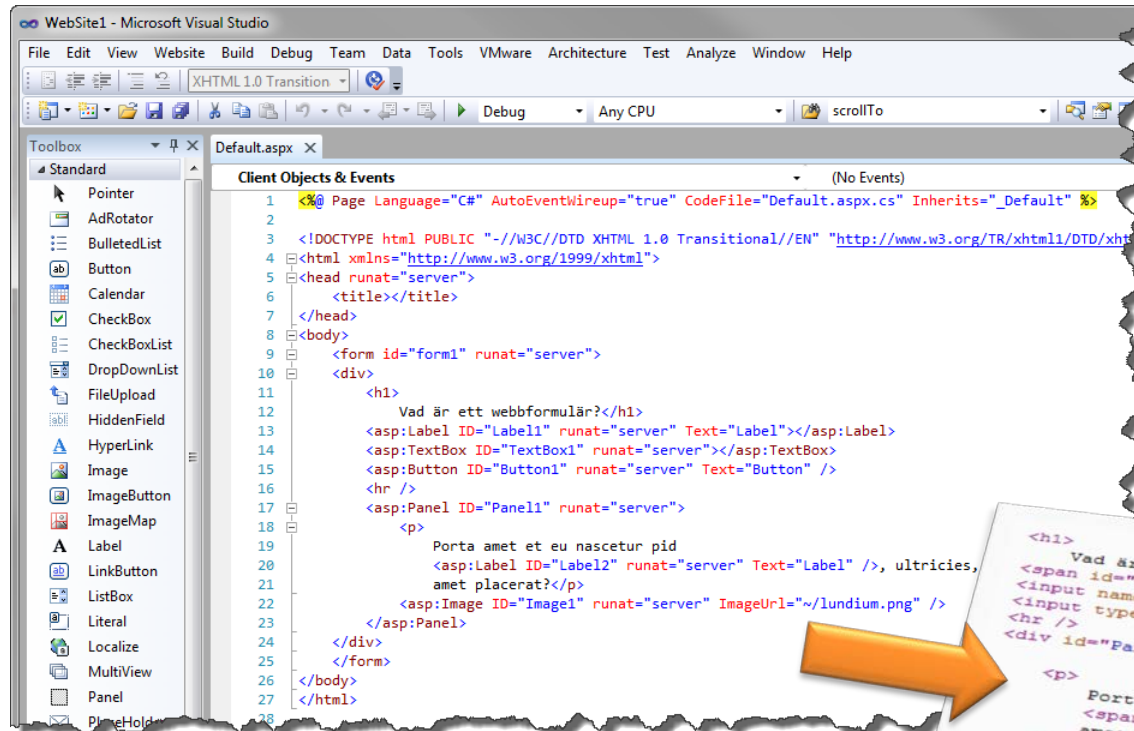 WebSite1 - Microsoft Visual Studio
File Edit View Website Build Debug Team Data Tools VMware Architecture Test Analyze Window Help
XHTML 1.0 Transition
Debug Any CPU scrollTo
Toolbox
Default.aspx
Standard
Client Objects & Events (No Events)
Pointer
AdRotator
BulletedList
Button
Calendar
CheckBox
CheckBoxList
DropDownList
FileUpload
HiddenField
HyperLink
Image
ImageButton
ImageMap
Label
LinkButton
ListBox
Literal
Localize
MultiView
Panel
1 <%@ Page Language="C#" AutoEventWireup="true" CodeFile="Default.aspx.cs" Inherits="_Default" %>
2
3 <!DOCTYPE html PUBLIC "-//W3C//DTD XHTML 1.0 Transitional//EN" "http://www.w3.org/TR/xhtml1/DTD/xht
4 <html xmlns="http://www.w3.org/1999/xhtml">
5 <head runat="server">
6 <title></title>
7 </head>
8 <body>
9 <form id="form1" runat="server">
10 <div>
11 <h1>
12 Vad är ett webbformulär?</h1>
13 <asp:Label ID="Label1" runat="server" Text="Label"></asp:Label>
14 <asp:TextBox ID="TextBox1" runat="server"></asp:TextBox>
15 <asp:Button ID="Button1" runat="server" Text="Button" />
16 <hr />
17 <asp:Panel ID="Panel1" runat="server">
18 <p>
19 Porta amet et eu nascetur pid
20 <asp:Label ID="Label2" runat="server" Text="Label" />, ultricies,
21 amet placerat?</p>
22 <asp:Image ID="Image1" runat="server" ImageUrl="~/lundium.png" />
23 </asp:Panel>
24 </div>
25 </form>
26 </body>
27 </html>
28
<h1>
Vad är
<span id="
<input nam
<input type
<hr />
<div id="Pa
<p>
Port
<spa